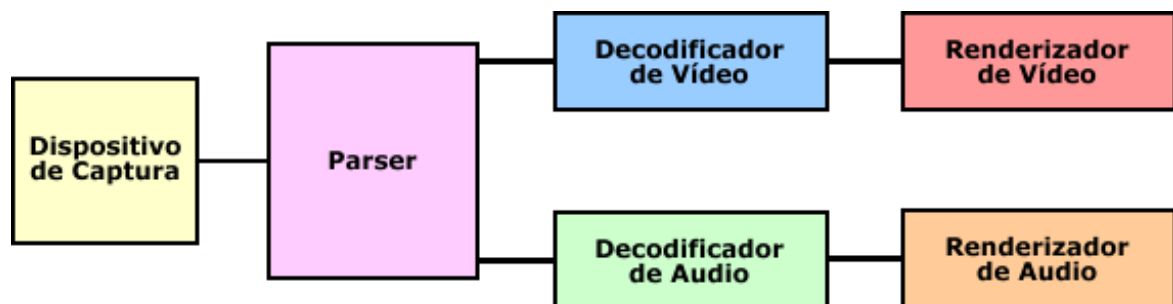 Dispositivo
de Captura
Parser
Decodificador
de Vídeo
Renderizador
de Vídeo
Decodificador
de Audio
Renderizador
de Audio